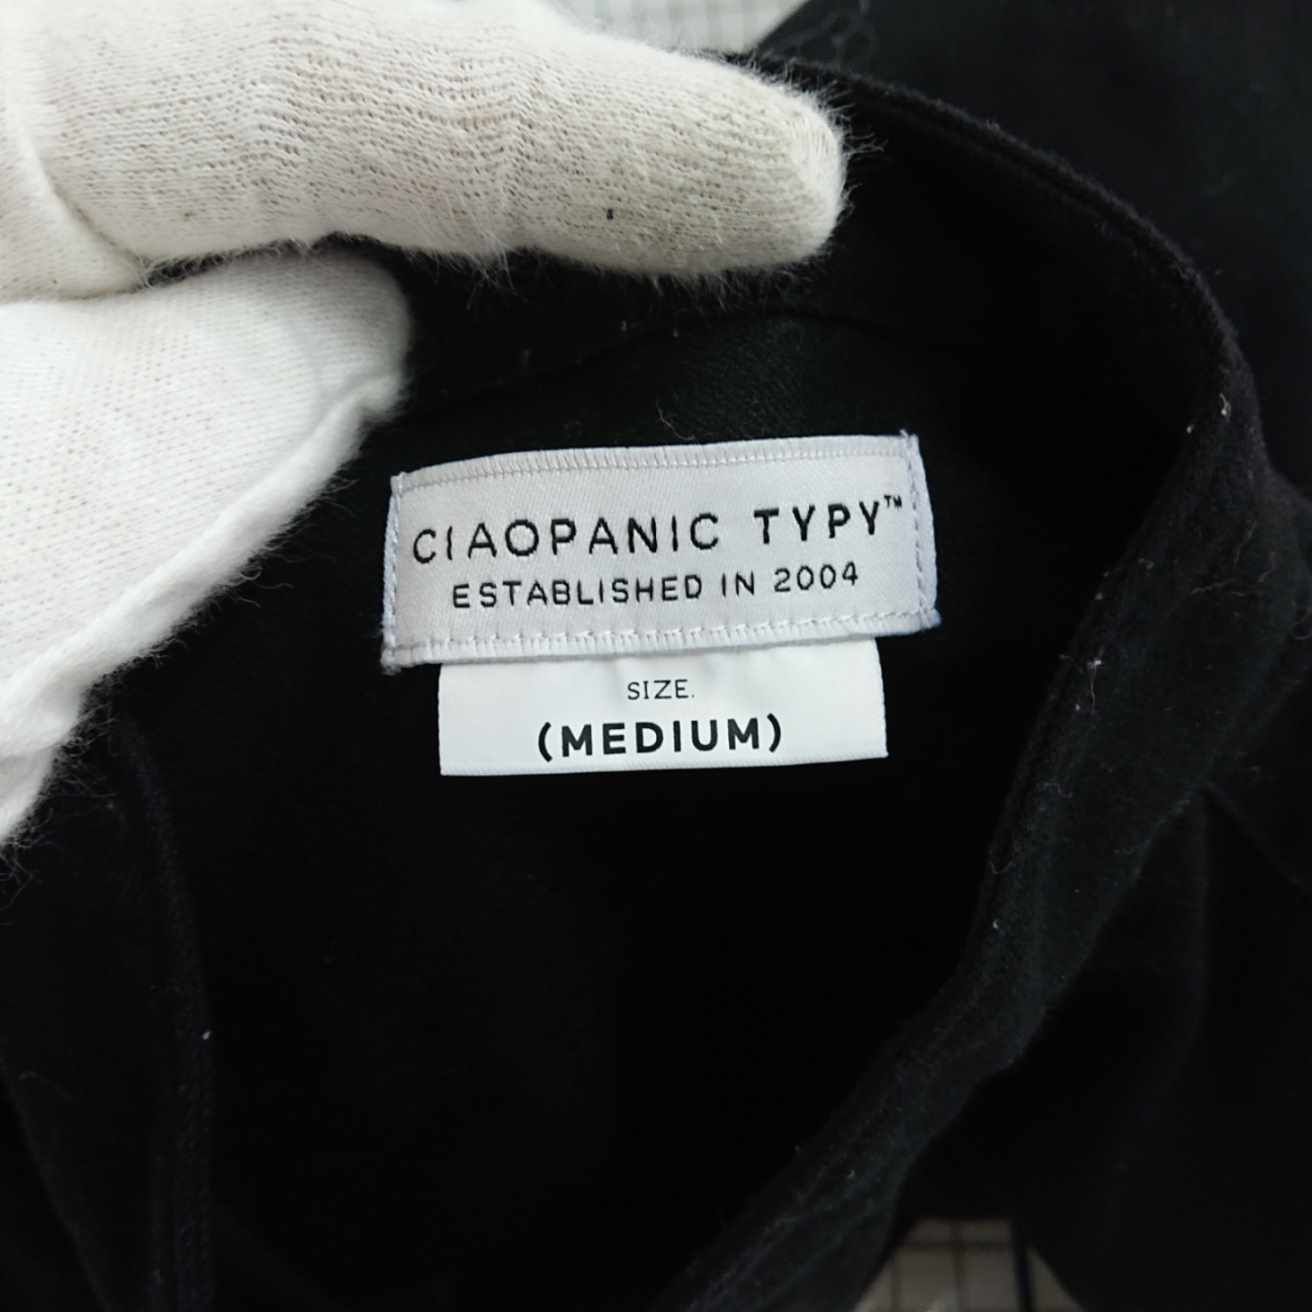 CIAOPANIC TYPY™
ESTABLISHED IN 2004
SIZE.
(MEDIUM)